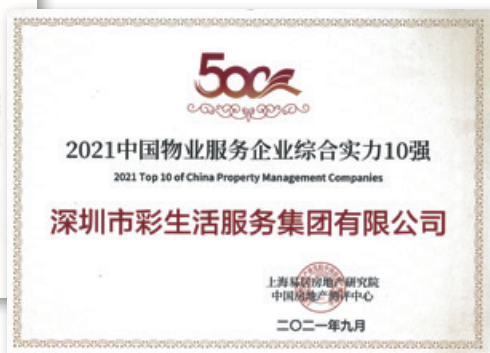 500
2021中国物业服务企业综合实力10强
2021 Top 10 of China Property Management Companies
深圳市彩生活服务集团有限公司
上海易居房地产研究院
中国房地产测评中心
二〇二一年九月